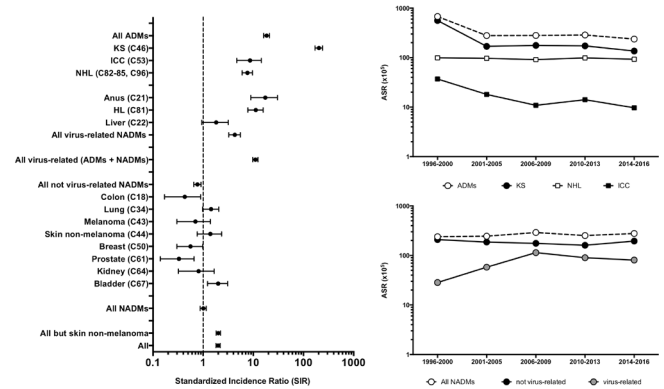 All ADMs
KS (C46)
ICC (C53)
NHL (C82-85, C96)
Anus (C21)
HL (C81)
Liver (C22)
All virus-related NADMs
All virus-related (ADMs + NADMs)
All not virus-related NADMs
Colon (C18)
Lung (C34)
Melanoma (C43)
Skin non-melanoma (C44)
Breast (C50)
Prostate (C61)
Kidney (C64)
Bladder (C67)
All NADMs
All but skin non-melanoma
All
0.1 1 10 100 1000
Standardized Incidence Ratio (SIR)
ASR (x10⁵)
1000
100
10
1
1996-2000 2001-2005 2006-2009 2010-2013 2014-2016
ADMs KS NHL ICC
ASR (x10⁵)
1000
100
10
1
1996-2000 2001-2005 2006-2009 2010-2013 2014-2016
All NADMs not virus-related virus-related